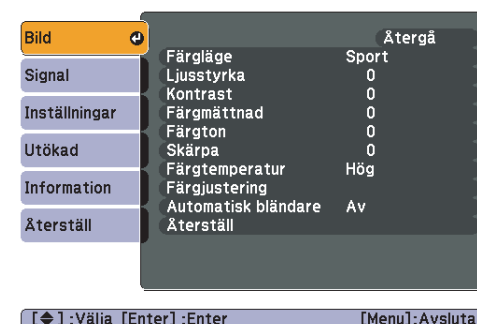 Bild
Signal
Inställningar
Utökad
Information
Återställ
Återgå
Färgläge Sport
Ljusstyrka 0
Kontrast 0
Färgmättnad 0
Färgton 0
Skärpa 0
Färgtemperatur Hög
Färgjustering
Automatisk bländare Av
Återställ
[◆] :Välja [Enter] :Enter [Menu]:Avsluta